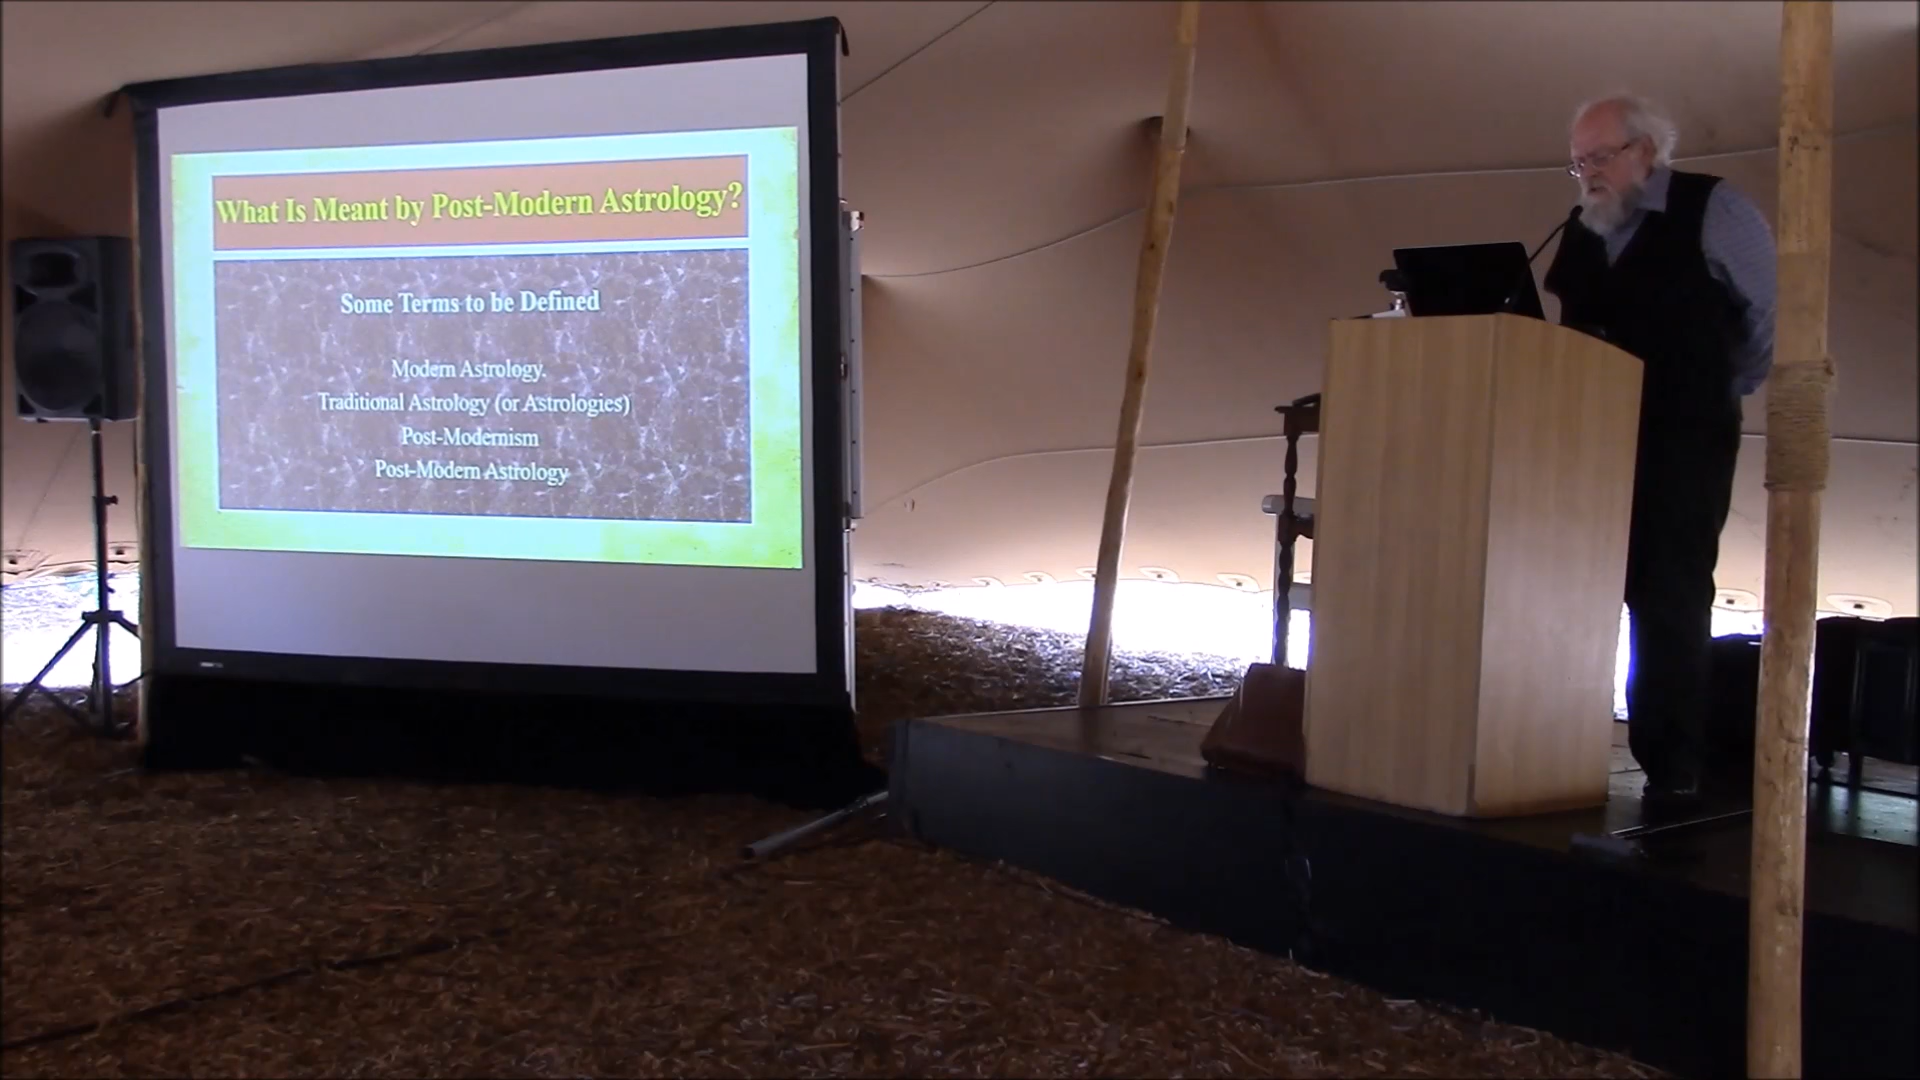 What Is Meant by Post-Modern Astrology?
Some Terms to be Defined
Modern Astrology.
Traditional Astrology (or Astrologies)
Post-Modernism
Post-Modern Astrology